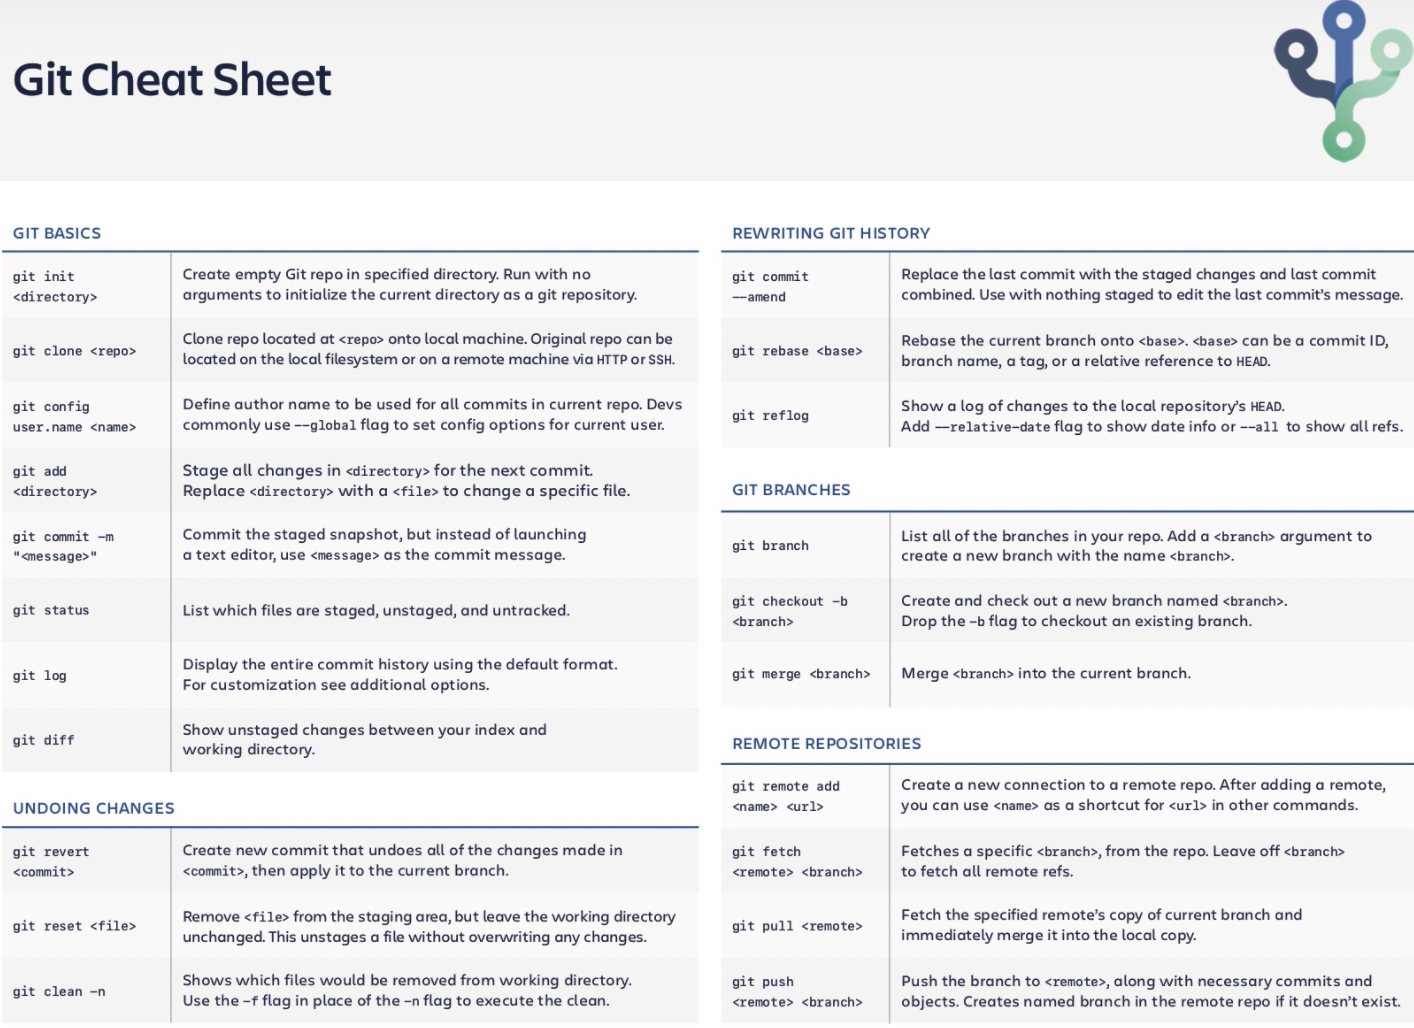 Git Cheat Sheet
GIT BASICS
git init
<directory>
Create empty Git repo in specified directory. Run with no
arguments to initialize the current directory as a git repository.
git clone <repo>
Clone repo located at <repo> onto local machine. Original repo can be
located on the local filesystem or on a remote machine via HTTP or SSH.
git config
user.name <name>
Define author name to be used for all commits in current repo. Devs
commonly use --global flag to set config options for current user.
git add
<directory>
Stage all changes in <directory> for the next commit.
Replace <directory> with a <file> to change a specific file.
git commit -m
"<message>"
Commit the staged snapshot, but instead of launching
a text editor, use <message> as the commit message.
git status
List which files are staged, unstaged, and untracked.
git log
Display the entire commit history using the default format.
For customization see additional options.
git diff
Show unstaged changes between your index and
working directory.
UNDOING CHANGES
git revert
<commit>
Create new commit that undoes all of the changes made in
<commit>, then apply it to the current branch.
git reset <file>
Remove <file> from the staging area, but leave the working directory
unchanged. This unstages a file without overwriting any changes.
git clean -n
Shows which files would be removed from working directory.
Use the -f flag in place of the -n flag to execute the clean.
REWRITING GIT HISTORY
git commit
--amend
Replace the last commit with the staged changes and last commit
combined. Use with nothing staged to edit the last commit's message.
git rebase <base>
Rebase the current branch onto <base>. <base> can be a commit ID,
branch name, a tag, or a relative reference to HEAD.
git reflog
Show a log of changes to the local repository's HEAD.
Add --relative-date flag to show date info or --all to show all refs.
GIT BRANCHES
git branch
List all of the branches in your repo. Add a <branch> argument to
create a new branch with the name <branch>.
git checkout -b
<branch>
Create and check out a new branch named <branch>.
Drop the -b flag to checkout an existing branch.
git merge <branch>
Merge <branch> into the current branch.
REMOTE REPOSITORIES
git remote add
<name> <url>
Create a new connection to a remote repo. After adding a remote,
you can use <name> as a shortcut for <url> in other commands.
git fetch
<remote> <branch>
Fetches a specific <branch>, from the repo. Leave off <branch>
to fetch all remote refs.
git pull <remote>
Fetch the specified remote's copy of current branch and
immediately merge it into the local copy.
git push
<remote> <branch>
Push the branch to <remote>, along with necessary commits and
objects. Creates named branch in the remote repo if it doesn't exist.